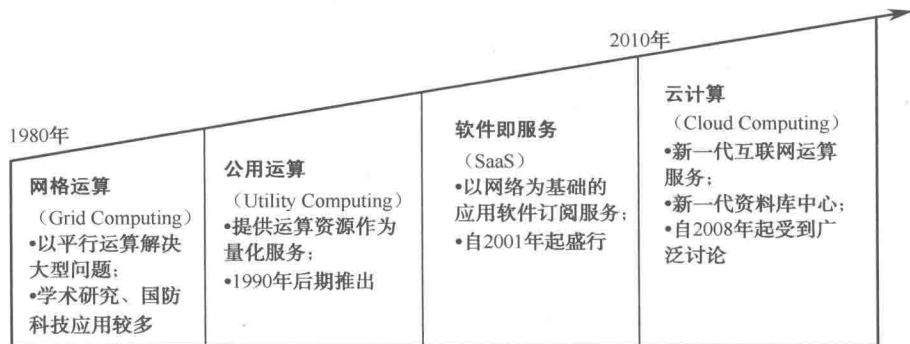 1980年
2010年
网格运算
（Grid Computing）
•以平行运算解决
大型问题；
•学术研究、国防
科技应用较多
公用运算
（Utility Computing）
•提供运算资源作为
量化服务；
•1990年后期推出
软件即服务
（SaaS）
•以网络为基础的
应用软件订阅服务；
•自2001年起盛行
云计算
（Cloud Computing）
•新一代互联网运算
服务；
•新一代资料库中心；
•自2008年起受到广
泛讨论